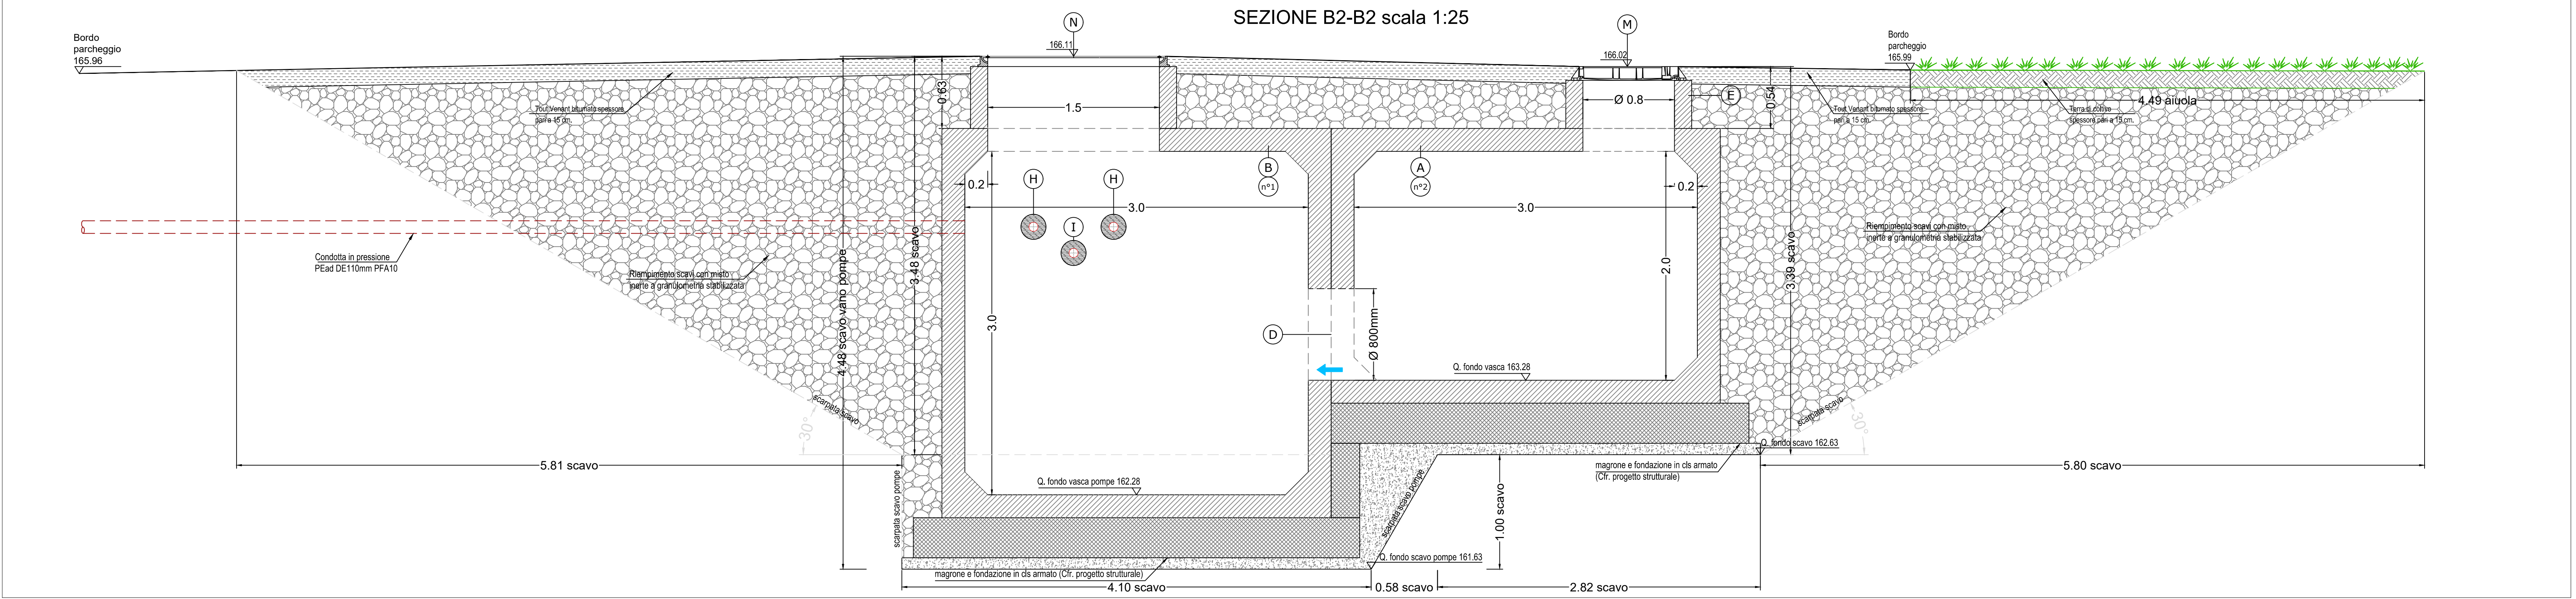 SEZIONE B2-B2 scala 1:25
Bordo
parcheggio
165.96
N
166.11
M
166.02
Bordo
parcheggio
165.99
0.63
Tout Venant bitumato spessore
pari a 15 cm.
1.5
Ø 0.8
E
0.54
Tout Venant bitumato spessore
pari a 15 cm.
4.49 aiuola
Terra di coltivo
spessore pari a 15 cm.
B
n°1
A
n°2
0.2
H
H
I
0.2
3.0
3.0
Condotta in pressione
PEad DE110mm PFA10
Riempimento scavi con misto
inerte a granulometria stabilizzata
Riempimento scavi con misto
inerte a granulometria stabilizzata
4.48 scavo vano pompe
3.48 scavo
3.0
2.0
3.39 scavo
D
Ø 800mm
Q. fondo vasca 163.28
scarpata scavo
30°
scarpata scavo
30°
Q. fondo scavo 162.63
5.81 scavo
magrone e fondazione in cls armato
(Cfr. progetto strutturale)
5.80 scavo
Q. fondo vasca pompe 162.28
scarpata scavo pompe
scarpata scavo pompe
1.00 scavo
Q. fondo scavo pompe 161.63
magrone e fondazione in cls armato (Cfr. progetto strutturale)
4.10 scavo
0.58 scavo
2.82 scavo